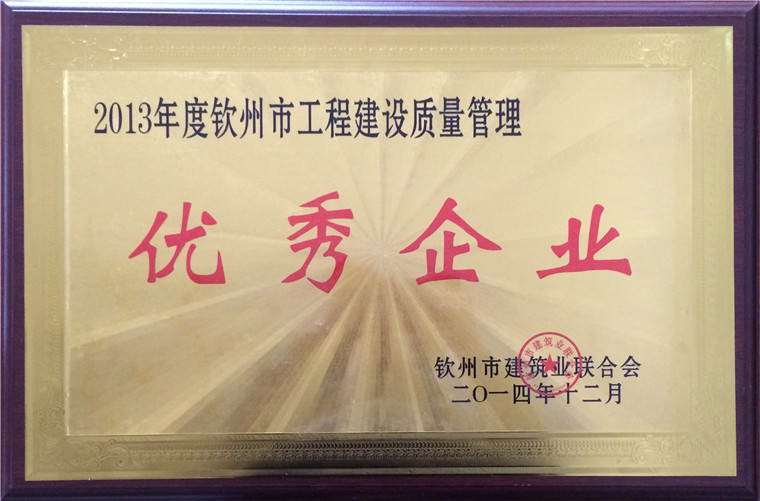 2013年度钦州市工程建设质量管理
优秀企业
钦州市建筑业联合会
二〇一四年十二月